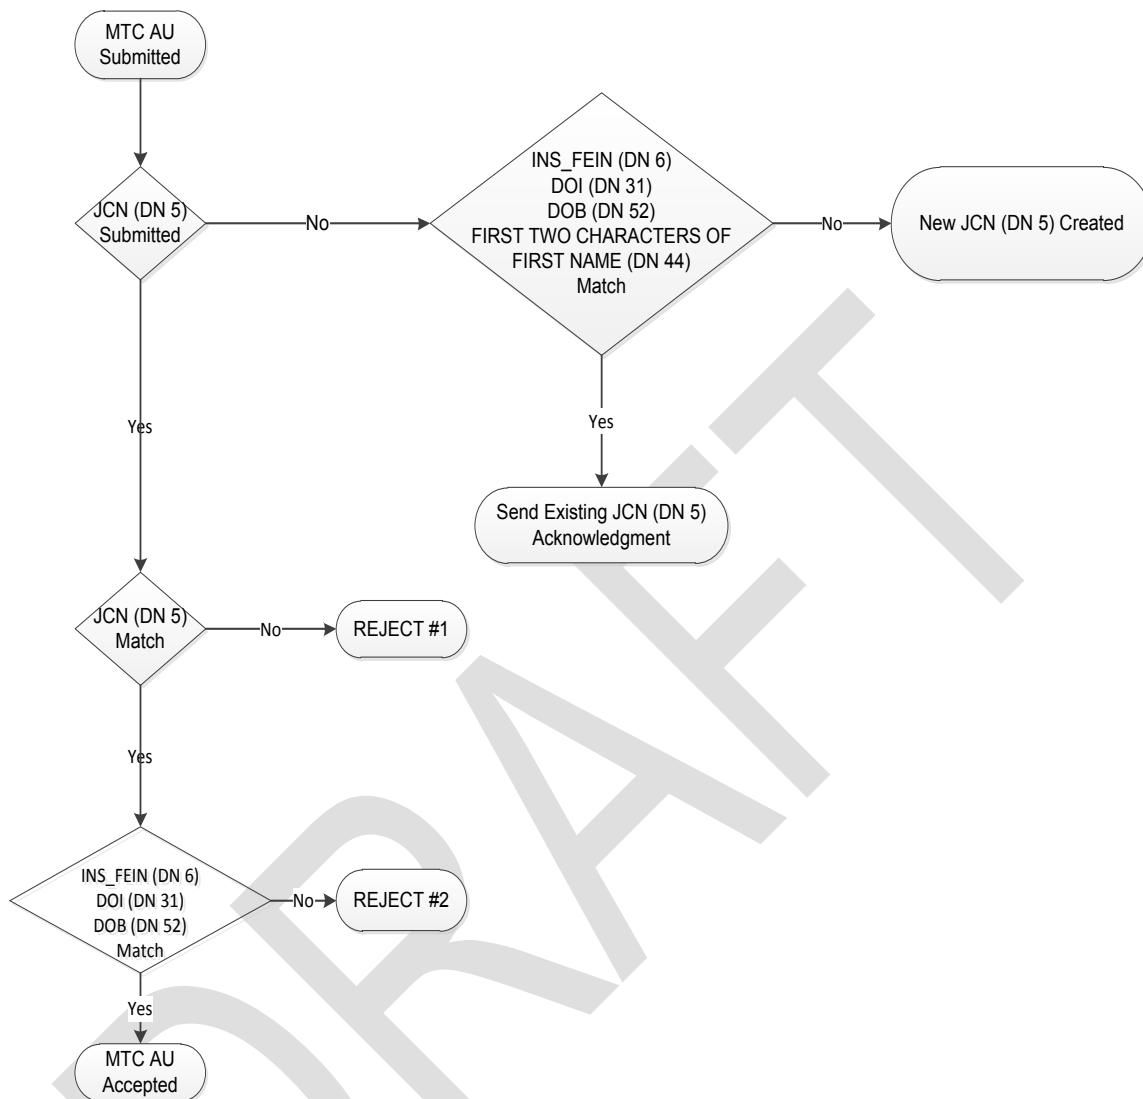 MTC AU
Submitted
JCN (DN 5)
Submitted
No
INS_FEIN (DN 6)
DOI (DN 31)
DOB (DN 52)
FIRST TWO CHARACTERS OF
FIRST NAME (DN 44)
Match
No
New JCN (DN 5) Created
Yes
Yes
Send Existing JCN (DN 5)
Acknowledgment
JCN (DN 5)
Match
No
REJECT #1
Yes
INS_FEIN (DN 6)
DOI (DN 31)
DOB (DN 52)
Match
No
REJECT #2
Yes
MTC AU
Accepted
DRAFT